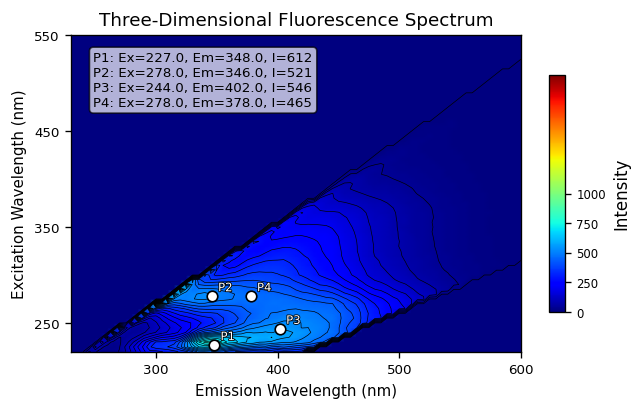 Three-Dimensional Fluorescence Spectrum
P1: Ex=227.0, Em=348.0, I=612
P2: Ex=278.0, Em=346.0, I=521
P3: Ex=244.0, Em=402.0, I=546
P4: Ex=278.0, Em=378.0, I=465
550
450
350
250
Excitation Wavelength (nm)
P2
P4
P3
P1
300
400
500
600
Emission Wavelength (nm)
1000
750
500
250
0
Intensity